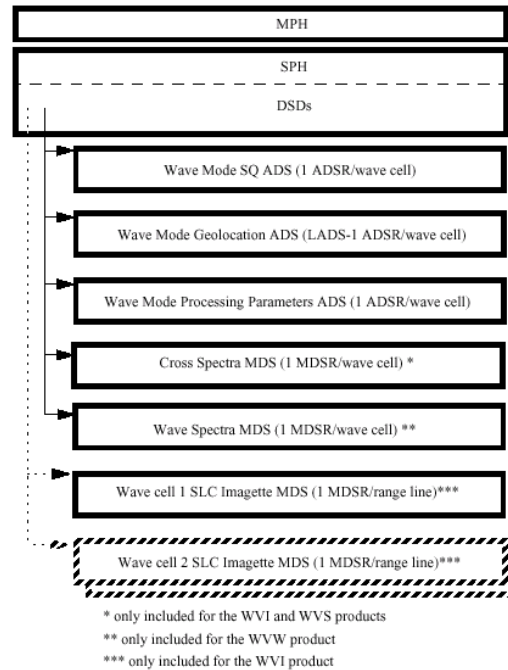 MPH
SPH
DSDs
Wave Mode SQ ADS (1 ADSR/wave cell)
Wave Mode Geolocation ADS (LADS-1 ADSR/wave cell)
Wave Mode Processing Parameters ADS (1 ADSR/wave cell)
Cross Spectra MDS (1 MDSR/wave cell) *
Wave Spectra MDS (1 MDSR/wave cell) **
Wave cell 1 SLC Imagette MDS (1 MDSR/range line)***
Wave cell 2 SLC Imagette MDS (1 MDSR/range line)***
* only included for the WVI and WVS products
** only included for the WVW product
*** only included for the WVI product